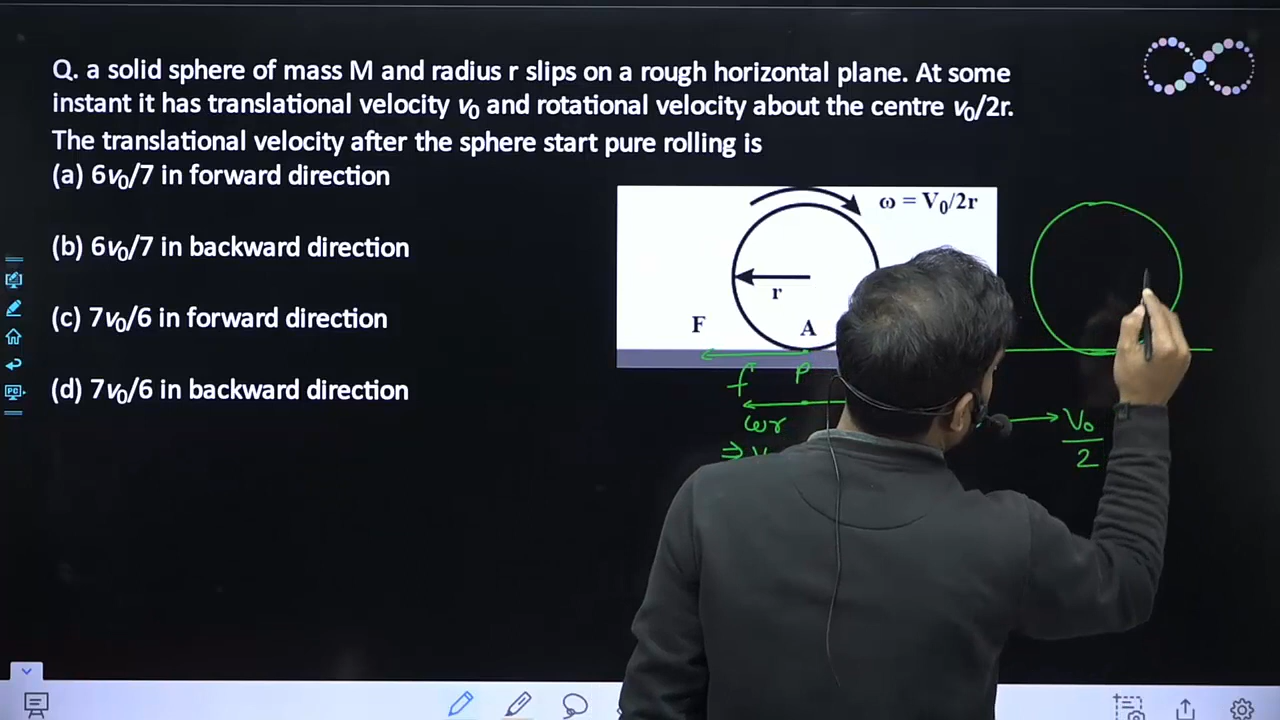 Q. a solid sphere of mass M and radius r slips on a rough horizontal plane. At some
instant it has translational velocity v₀ and rotational velocity about the centre v₀/2r.
The translational velocity after the sphere start pure rolling is
(a) 6v₀/7 in forward direction
(b) 6v₀/7 in backward direction
(c) 7v₀/6 in forward direction
(d) 7v₀/6 in backward direction
ω = V₀/2r
r
F
A
f
P
ωr
V₀
2
⇒ V
PC